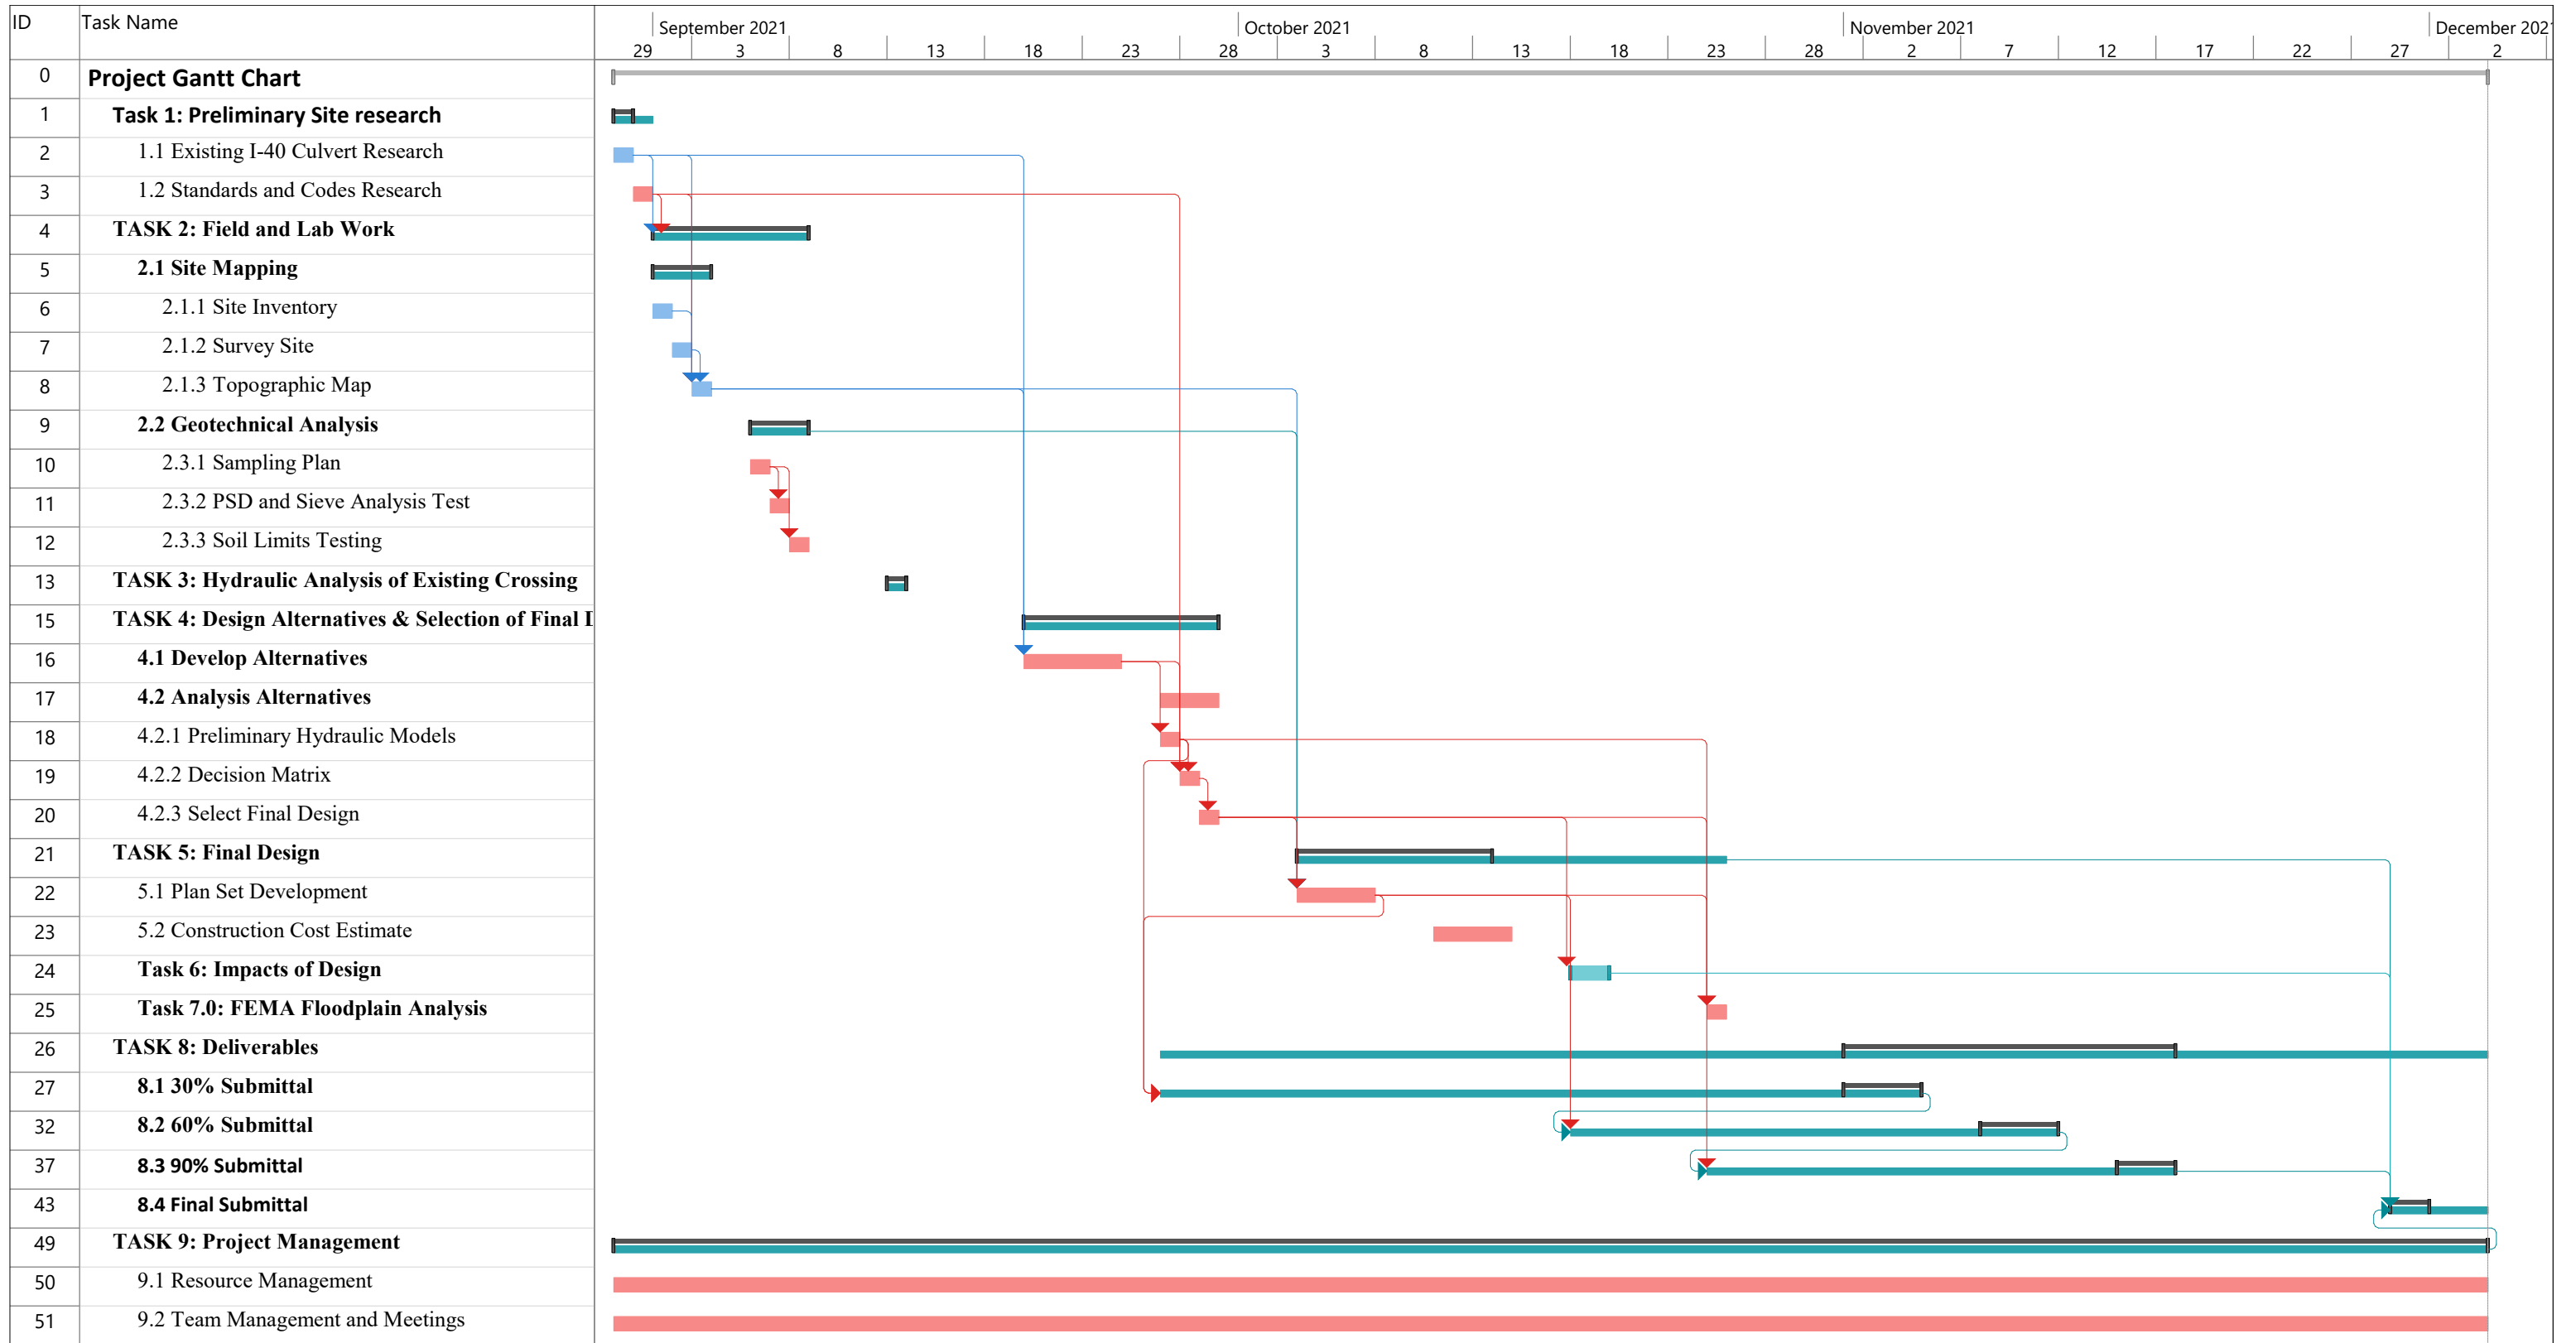 ID Task Name September 2021 October 2021 November 2021 December 202
29 3 8 13 18 23 28 3 8 13 18 23 28 2 7 12 17 22 27 2
0 Project Gantt Chart
1 Task 1: Preliminary Site research
2 1.1 Existing I-40 Culvert Research
3 1.2 Standards and Codes Research
4 TASK 2: Field and Lab Work
5 2.1 Site Mapping
6 2.1.1 Site Inventory
7 2.1.2 Survey Site
8 2.1.3 Topographic Map
9 2.2 Geotechnical Analysis
10 2.3.1 Sampling Plan
11 2.3.2 PSD and Sieve Analysis Test
12 2.3.3 Soil Limits Testing
13 TASK 3: Hydraulic Analysis of Existing Crossing
15 TASK 4: Design Alternatives & Selection of Final
16 4.1 Develop Alternatives
17 4.2 Analysis Alternatives
18 4.2.1 Preliminary Hydraulic Models
19 4.2.2 Decision Matrix
20 4.2.3 Select Final Design
21 TASK 5: Final Design
22 5.1 Plan Set Development
23 5.2 Construction Cost Estimate
24 Task 6: Impacts of Design
25 Task 7.0: FEMA Floodplain Analysis
26 TASK 8: Deliverables
27 8.1 30% Submittal
32 8.2 60% Submittal
37 8.3 90% Submittal
43 8.4 Final Submittal
49 TASK 9: Project Management
50 9.1 Resource Management
51 9.2 Team Management and Meetings